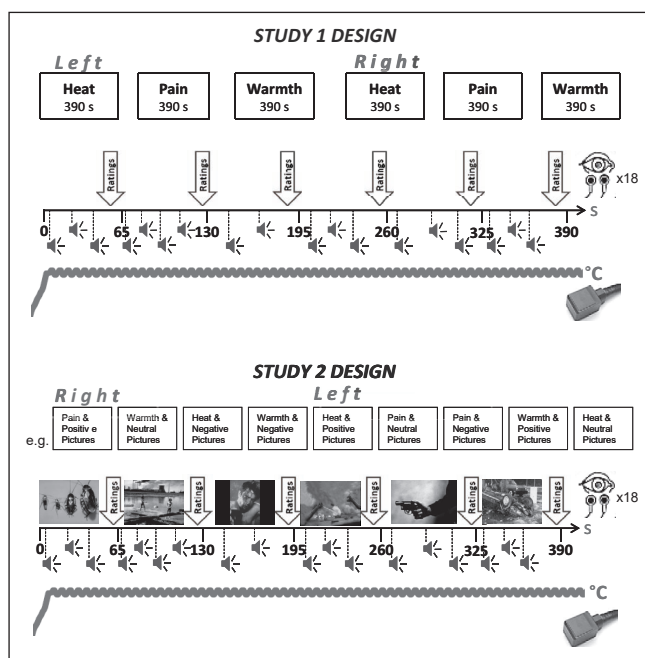 STUDY 1 DESIGN
Left Right
Heat Pain Warmth Heat Pain Warmth
390 s 390 s 390 s 390 s 390 s 390 s
Ratings Ratings Ratings Ratings Ratings Ratings
x18
0 65 130 195 260 325 390 s
°C
STUDY 2 DESIGN
Right Left
e.g.
Pain & Positive Pictures
Warmth & Neutral Pictures
Heat & Negative Pictures
Warmth & Negative Pictures
Heat & Positive Pictures
Pain & Neutral Pictures
Pain & Negative Pictures
Warmth & Positive Pictures
Heat & Neutral Pictures
Ratings Ratings Ratings Ratings Ratings Ratings
x18
0 65 130 195 260 325 390 s
°C